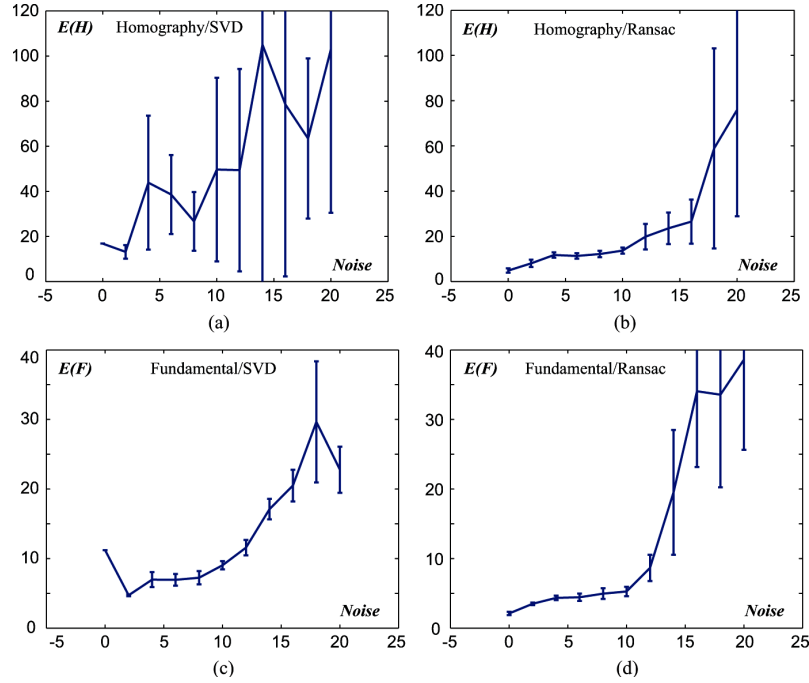 120
E(H) Homography/SVD
100
80
60
40
20
Noise
0
-5 0 5 10 15 20 25
(a)
120
E(H) Homography/Ransac
100
80
60
40
20
Noise
0
-5 0 5 10 15 20 25
(b)
40
E(F) Fundamental/SVD
30
20
10
Noise
0
-5 0 5 10 15 20 25
(c)
40
E(F) Fundamental/Ransac
30
20
10
Noise
0
-5 0 5 10 15 20 25
(d)